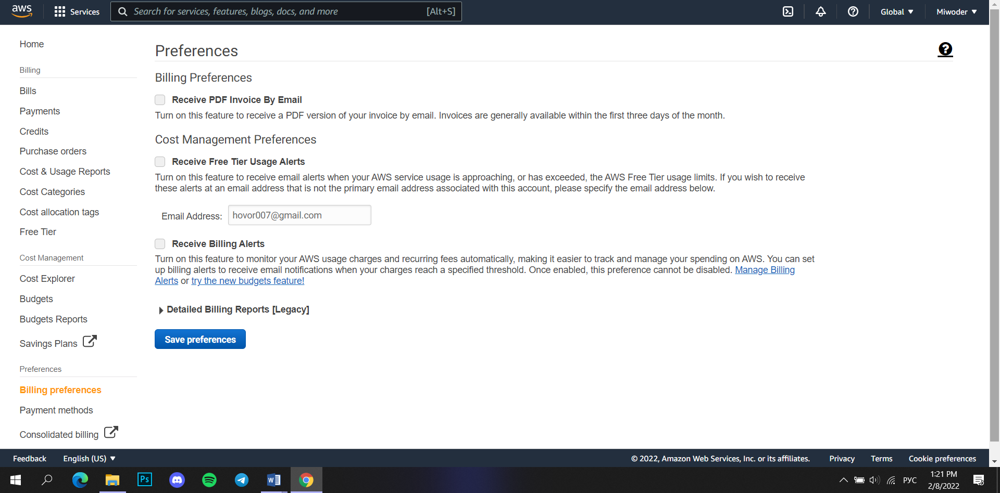 aws
Services
Search for services, features, blogs, docs, and more
[Alt+S]
Global
Miwoder
Home
Billing
Bills
Payments
Credits
Purchase orders
Cost & Usage Reports
Cost Categories
Cost allocation tags
Free Tier
Cost Management
Cost Explorer
Budgets
Budgets Reports
Savings Plans
Preferences
Billing preferences
Payment methods
Consolidated billing
Preferences
Billing Preferences
Receive PDF Invoice By Email
Turn on this feature to receive a PDF version of your invoice by email. Invoices are generally available within the first three days of the month.
Cost Management Preferences
Receive Free Tier Usage Alerts
Turn on this feature to receive email alerts when your AWS service usage is approaching, or has exceeded, the AWS Free Tier usage limits. If you wish to receive
these alerts at an email address that is not the primary email address associated with this account, please specify the email address below.
Email Address: hovor007@gmail.com
Receive Billing Alerts
Turn on this feature to monitor your AWS usage charges and recurring fees automatically, making it easier to track and manage your spending on AWS. You can set
up billing alerts to receive email notifications when your charges reach a specified threshold. Once enabled, this preference cannot be disabled. Manage Billing
Alerts or try the new budgets feature!
Detailed Billing Reports [Legacy]
Save preferences
Feedback
English (US)
© 2022, Amazon Web Services, Inc. or its affiliates.
Privacy
Terms
Cookie preferences
Ps
W
РУС
1:21 PM
2/8/2022